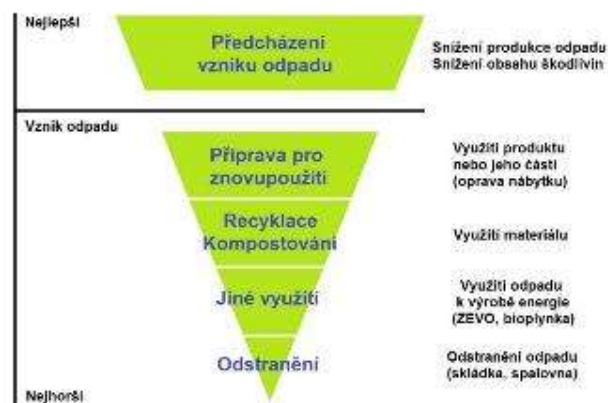 Nejlepší
Předcházení
vzniku odpadu
Snížení produkce odpadu
Snížení obsahu škodlivin
Vznik odpadu
Příprava pro
znovupoužití
Využití produktu
nebo jeho části
(oprava nábytku)
Recyklace
Kompostování
Využití materiálu
Jiné využití
Využití odpadu
k výrobě energie
(ZEVO, bioplynka)
Odstranění
Odstranění odpadu
(skládka, spalovna)
Nejhorší